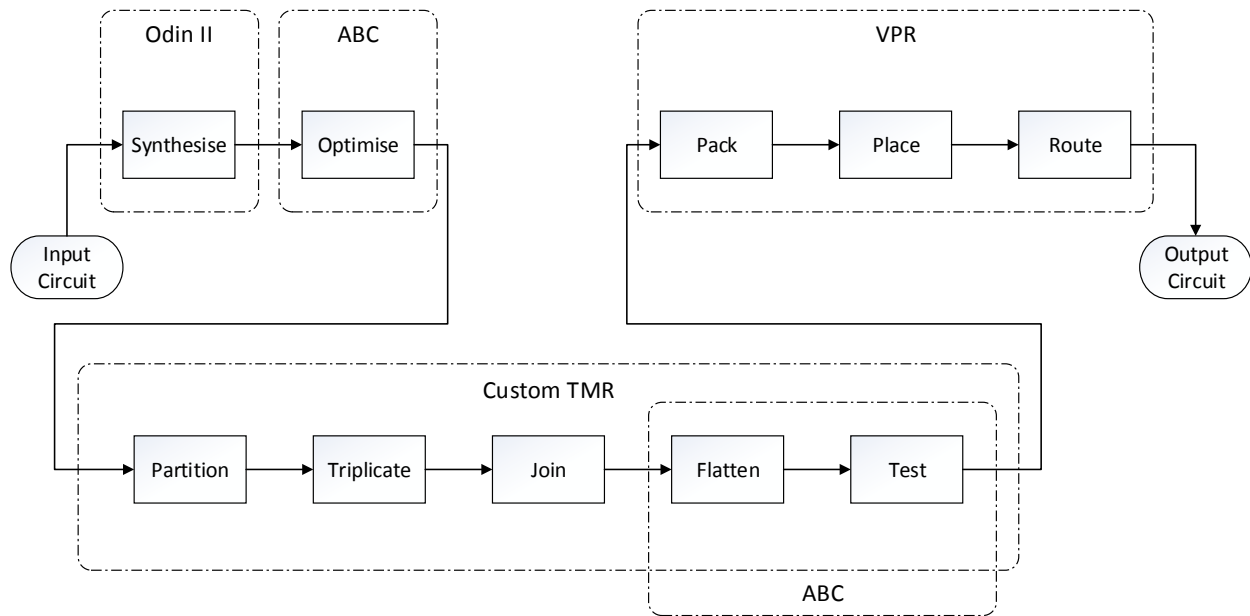 Odin II
ABC
VPR
Synthesise
Optimise
Pack
Place
Route
Input
Circuit
Output
Circuit
Custom TMR
Partition
Triplicate
Join
Flatten
Test
ABC